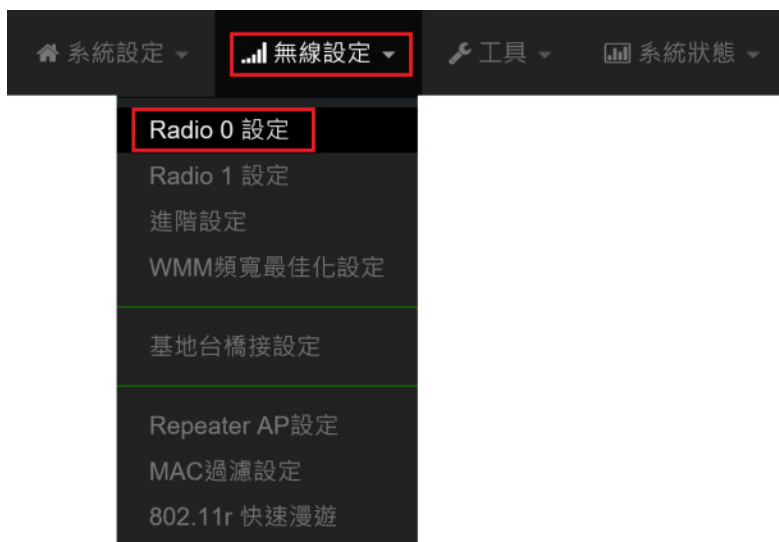 系統設定 無線設定 工具 系統狀態
Radio 0 設定
Radio 1 設定
進階設定
WMM頻寬最佳化設定
基地台橋接設定
Repeater AP設定
MAC過濾設定
802.11r 快速漫遊